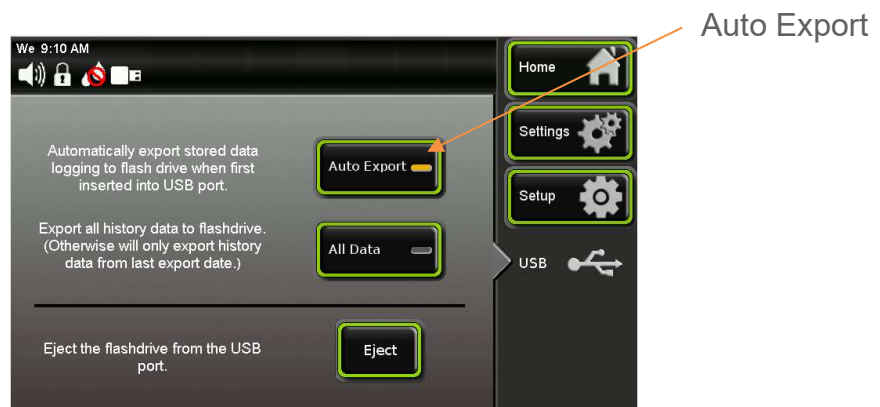 Auto Export
We 9:10 AM
Home
Settings
Automatically export stored data
logging to flash drive when first
inserted into USB port.
Auto Export
Setup
Export all history data to flashdrive.
(Otherwise will only export history
data from last export date.)
All Data
USB
Eject the flashdrive from the USB
port.
Eject